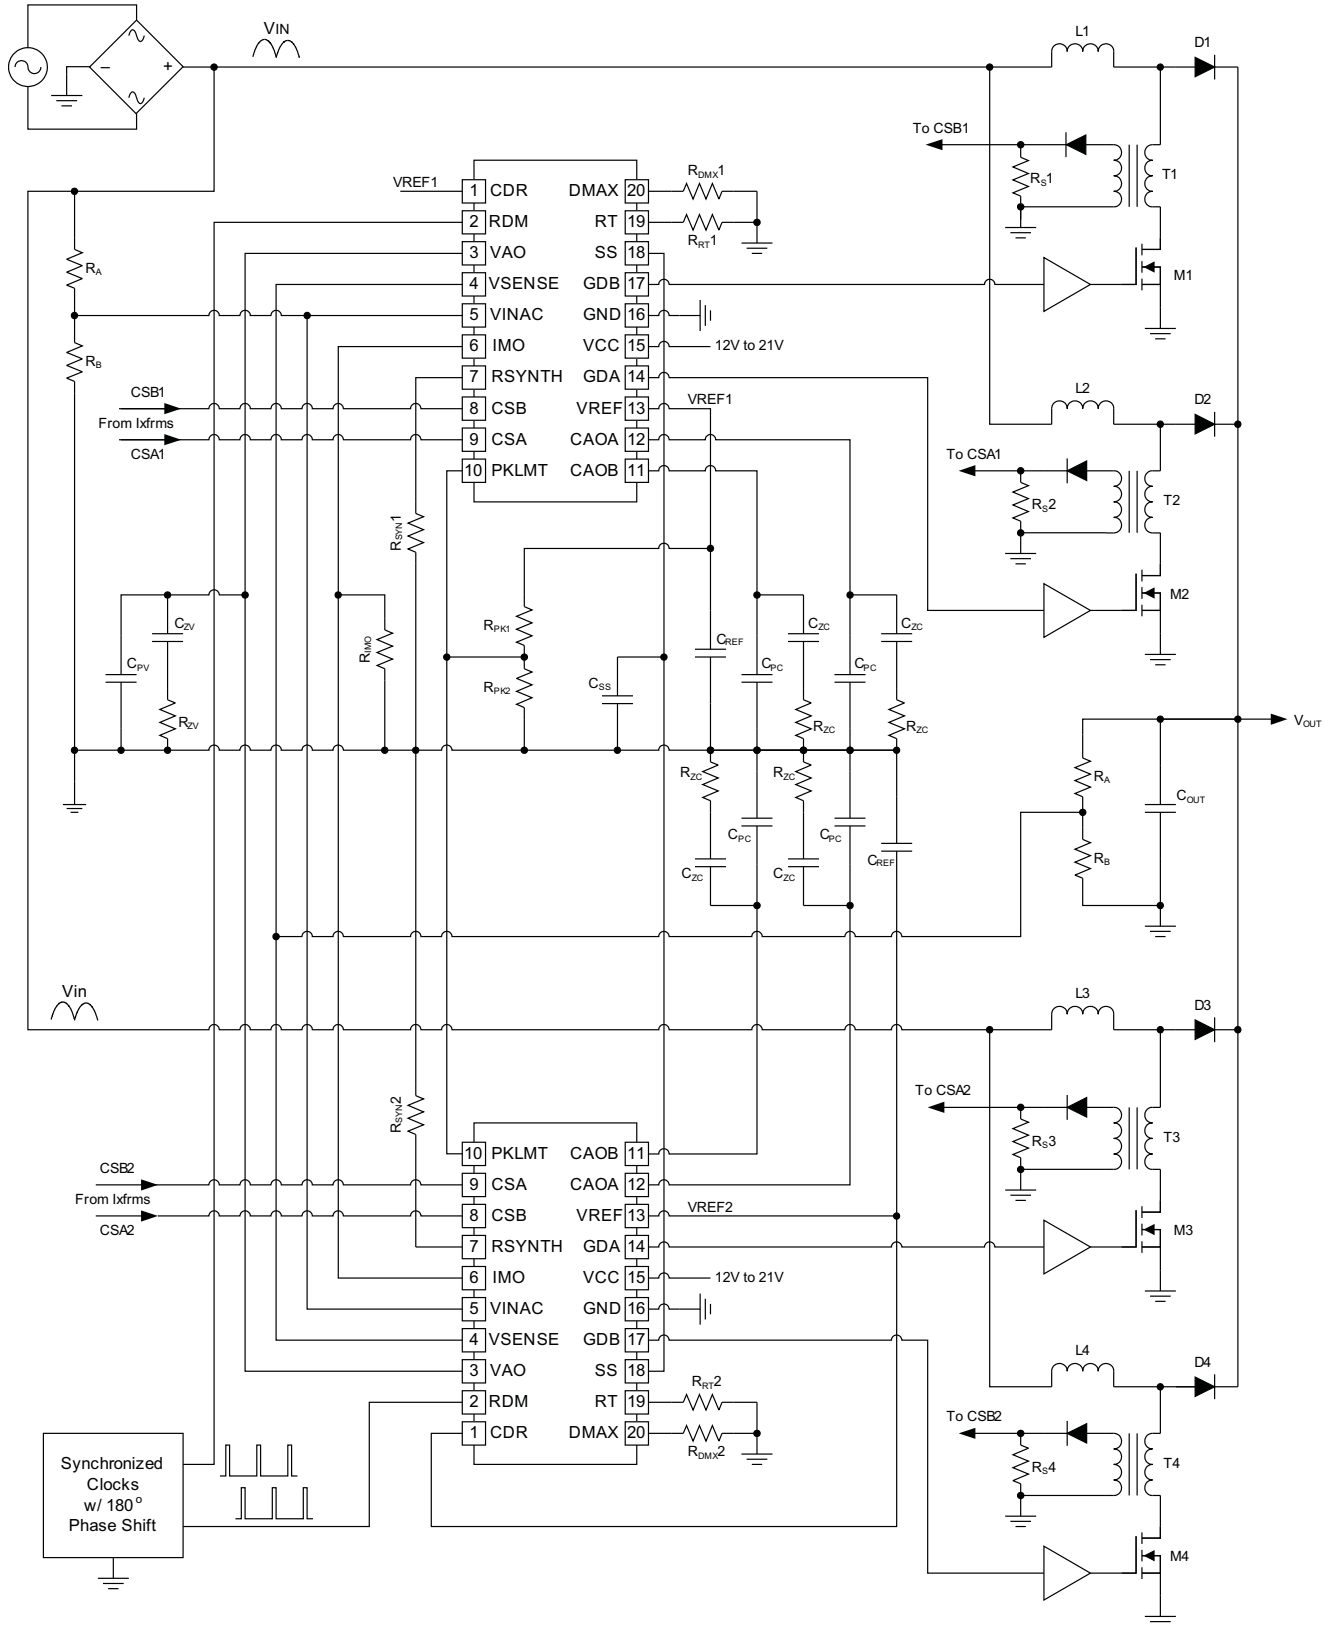 VIN
L1
D1
To CSB1
RS1
T1
M1
VREF1
1 CDR
2 RDM
3 VAO
4 VSENSE
5 VINAC
6 IMO
7 RSYNTH
8 CSB
9 CSA
10 PKLMT
DMAX 20
RT 19
SS 18
GDB 17
GND 16
VCC 15
GDA 14
VREF 13
CAOA 12
CAOB 11
RDMX1
RRT1
12V to 21V
VREF1
RA
RB
CSB1
From Ixfrms
CSA1
L2
D2
To CSA1
RS2
T2
M2
RSYN1
CZV
CPV
RZV
RIMO
RPK1
RPK2
CSS
CREF
CPC
CZC
RZC
CPC
CZC
RZC
VOUT
RA
RB
COUT
RZC
CZC
CPC
RZC
CZC
CPC
CREF
Vin
L3
D3
To CSA2
RS3
T3
M3
RSYN2
CSB2
From Ixfrms
CSA2
10 PKLMT
9 CSA
8 CSB
7 RSYNTH
6 IMO
5 VINAC
4 VSENSE
3 VAO
2 RDM
1 CDR
CAOB 11
CAOA 12
VREF 13
GDA 14
VCC 15
GND 16
GDB 17
SS 18
RT 19
DMAX 20
VREF2
12V to 21V
RRT2
RDMX2
L4
D4
To CSB2
RS4
T4
M4
Synchronized
Clocks
w/ 180°
Phase Shift